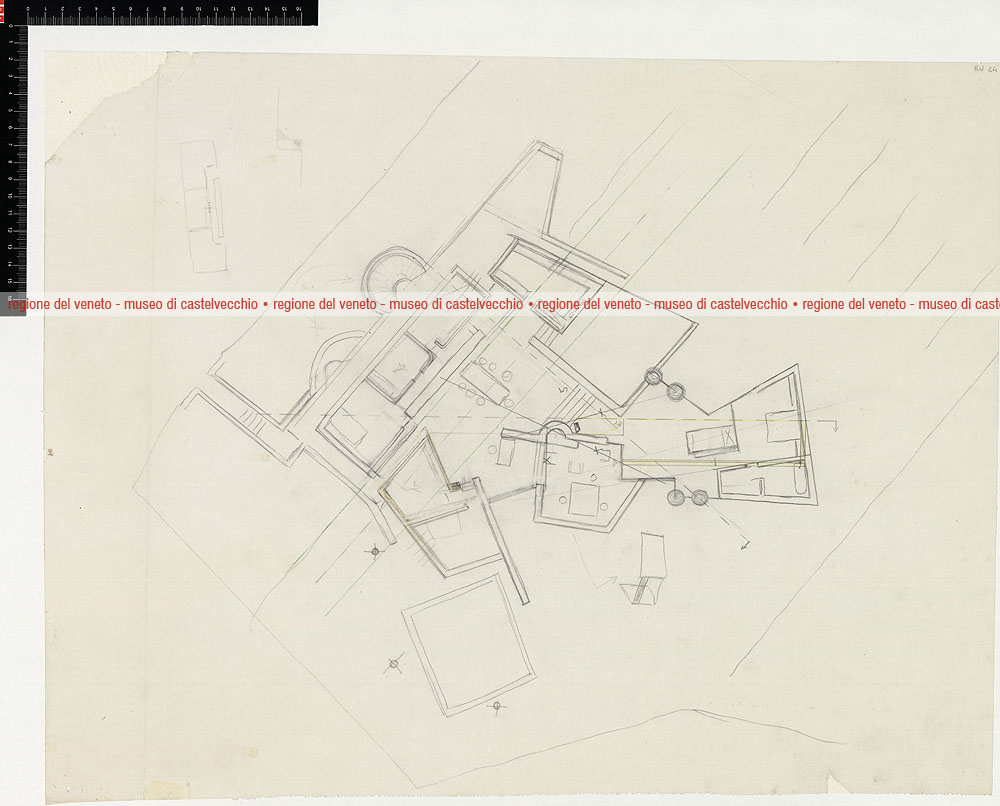 RU 24
regione del veneto - museo di castelvecchio • regione del veneto - museo di castelvecchio • regione del veneto - museo di castelvecchio • regione del veneto - museo di caste